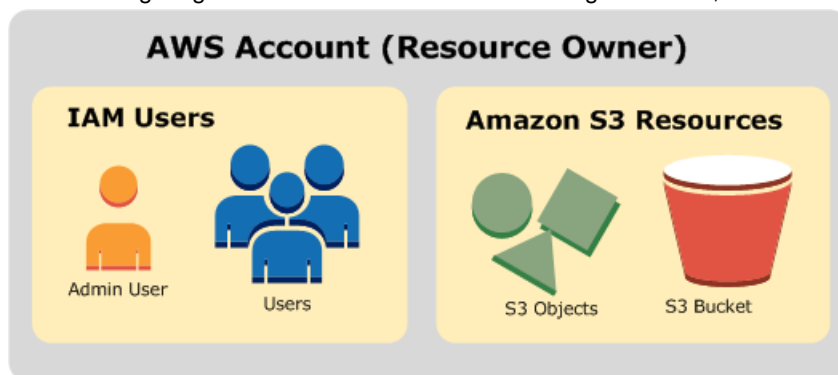 AWS Account (Resource Owner)
IAM Users
Admin User
Users
Amazon S3 Resources
S3 Objects
S3 Bucket